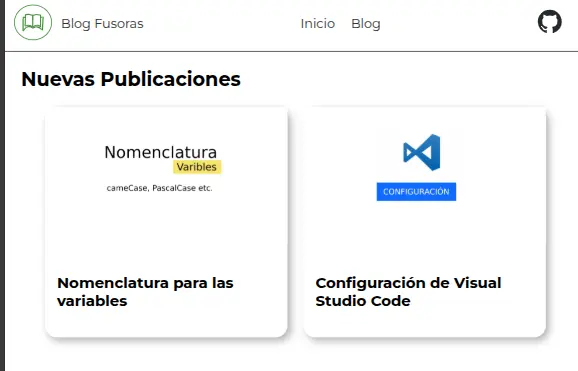 Blog Fusoras
Inicio
Blog
Nuevas Publicaciones
Nomenclatura
Varibles
cameCase, PascalCase etc.
Nomenclatura para las
variables
CONFIGURACIÓN
Configuración de Visual
Studio Code